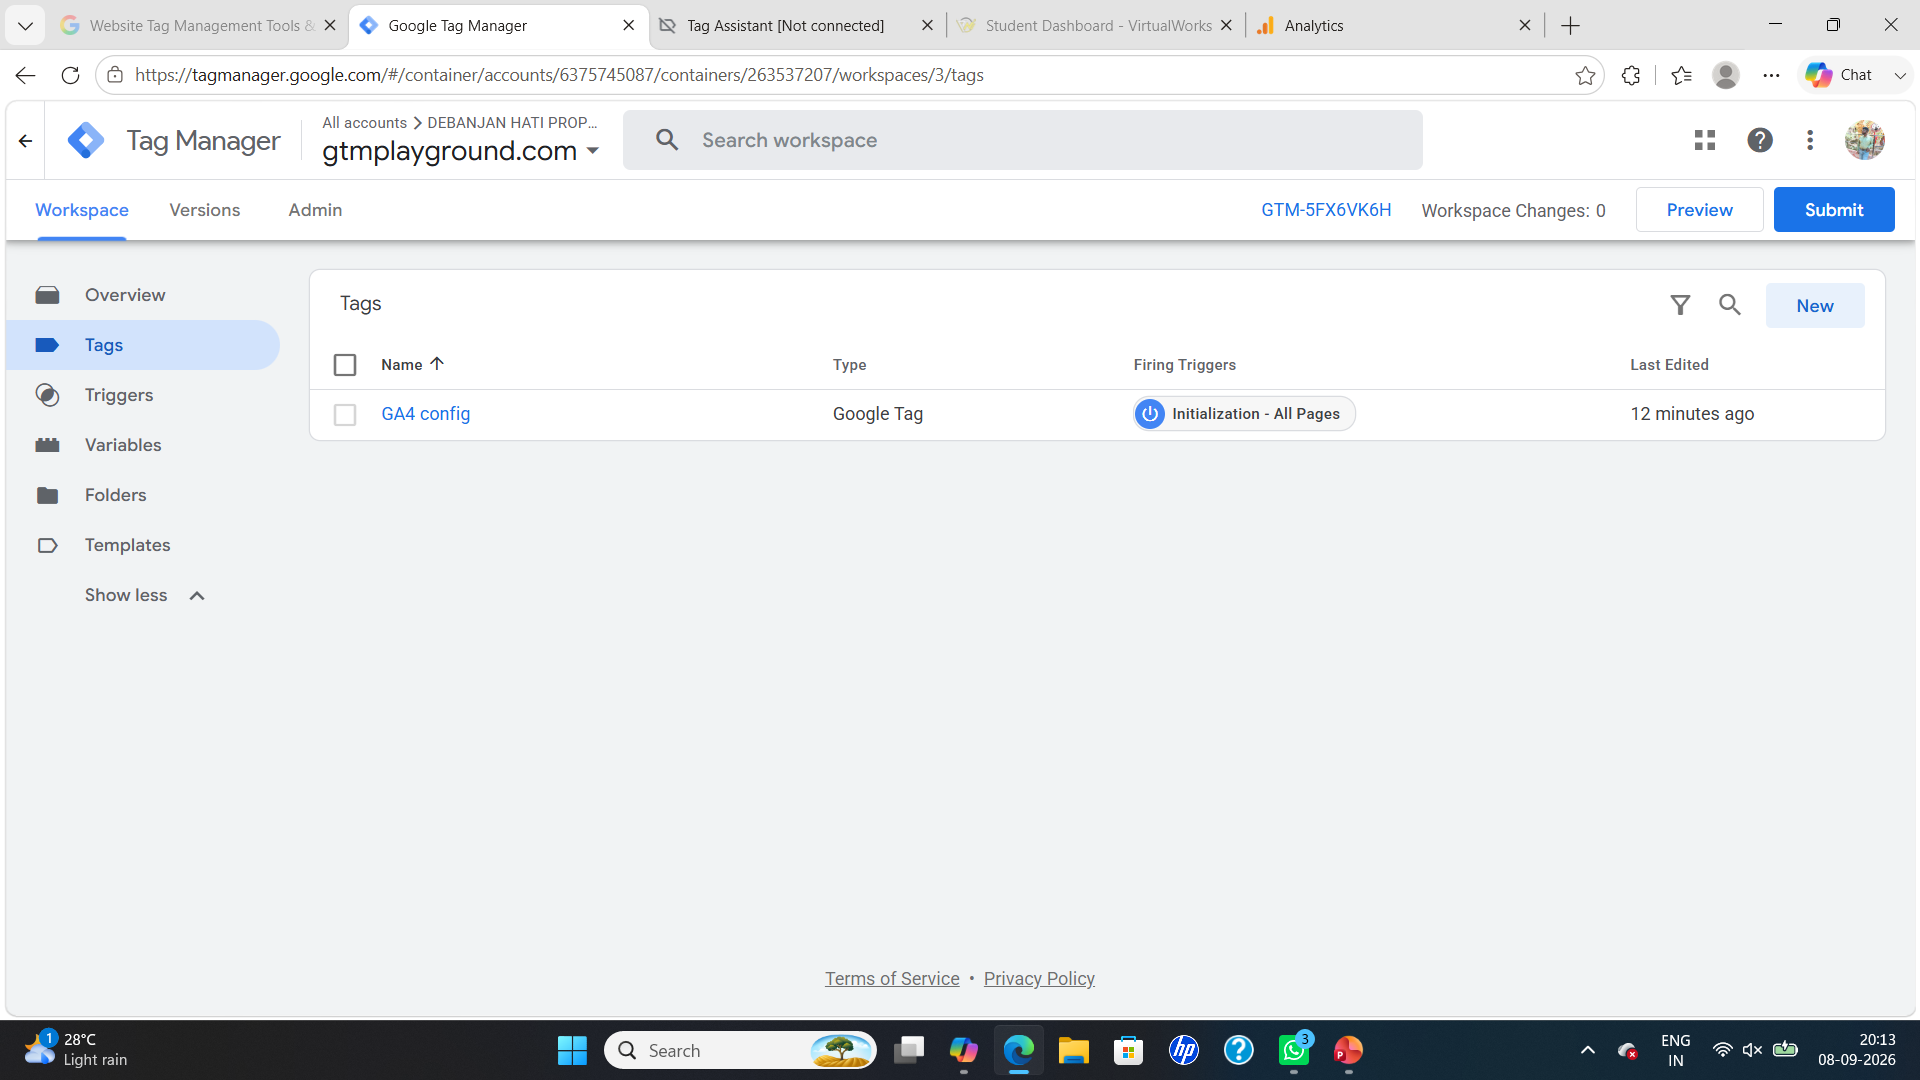 Website Tag Management Tools &
Google Tag Manager
Tag Assistant [Not connected]
Student Dashboard - VirtualWorks
Analytics
https://tagmanager.google.com/#/container/accounts/6375745087/containers/263537207/workspaces/3/tags
Chat
Tag Manager
All accounts > DEBANJAN HATI PROP...
gtmplayground.com
Search workspace
Workspace
Versions
Admin
GTM-5FX6VK6H
Workspace Changes: 0
Preview
Submit
Overview
Tags
Triggers
Variables
Folders
Templates
Show less
Tags
New
Name
Type
Firing Triggers
Last Edited
GA4 config
Google Tag
Initialization - All Pages
12 minutes ago
Terms of Service • Privacy Policy
1
28°C
Light rain
Search
hp
3
P
ENG
IN
20:13
08-09-2026